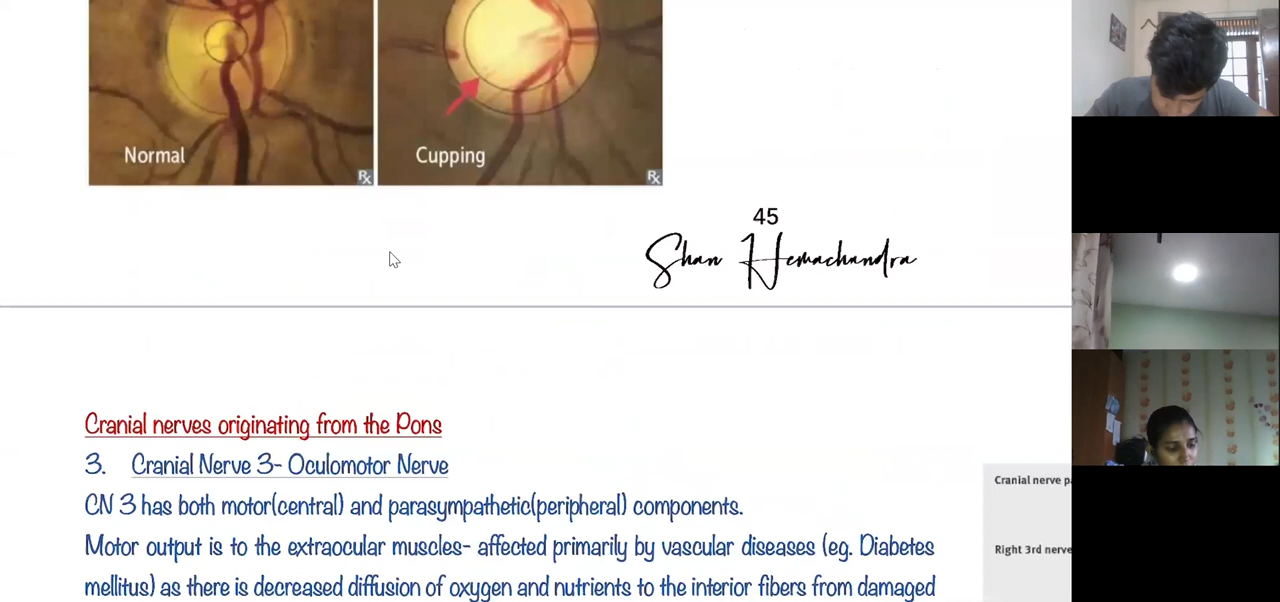 Normal
Cupping
45
Shan Hemachandra
Cranial nerves originating from the Pons
3. Cranial Nerve 3- Oculomotor Nerve
CN 3 has both motor(central) and parasympathetic(peripheral) components.
Motor output is to the extraocular muscles- affected primarily by vascular diseases (eg. Diabetes
mellitus) as there is decreased diffusion of oxygen and nutrients to the interior fibers from damaged
Cranial nerve p
Right 3rd nerve